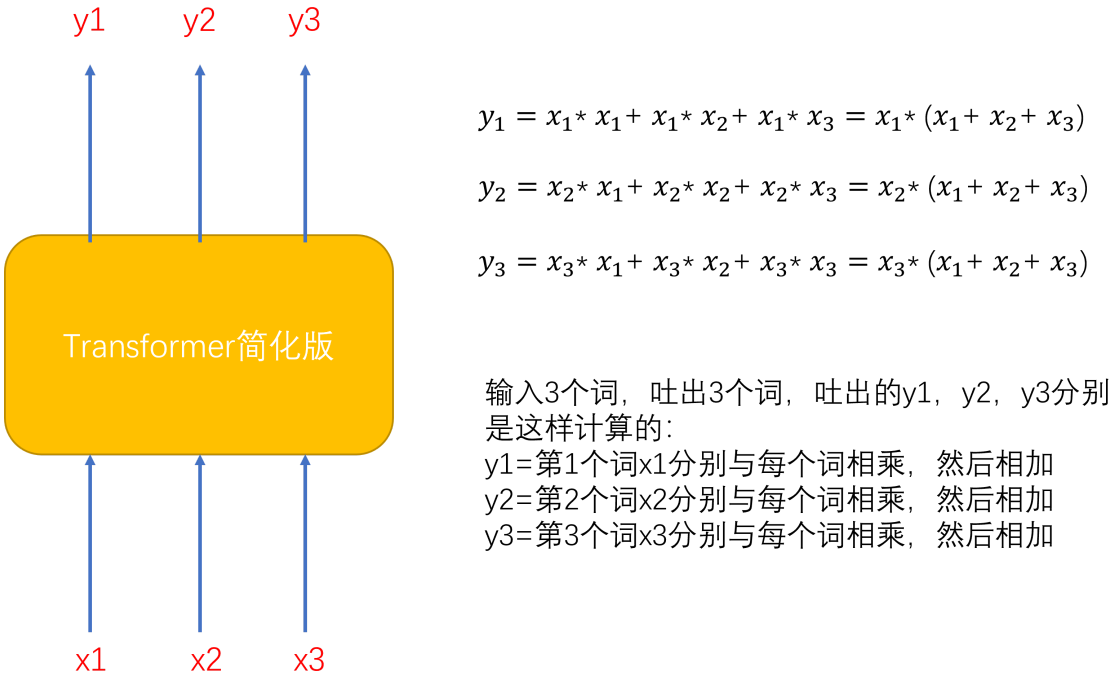 y1 y2 y3
y₁ = x₁* x₁+ x₁* x₂+ x₁* x₃ = x₁* (x₁+ x₂+ x₃)
y₂ = x₂* x₁+ x₂* x₂+ x₂* x₃ = x₂* (x₁+ x₂+ x₃)
y₃ = x₃* x₁+ x₃* x₂+ x₃* x₃ = x₃* (x₁+ x₂+ x₃)
Transformer简化版
输入3个词，吐出3个词，吐出的y1，y2，y3分别
是这样计算的：
y1=第1个词x1分别与每个词相乘，然后相加
y2=第2个词x2分别与每个词相乘，然后相加
y3=第3个词x3分别与每个词相乘，然后相加
x1 x2 x3